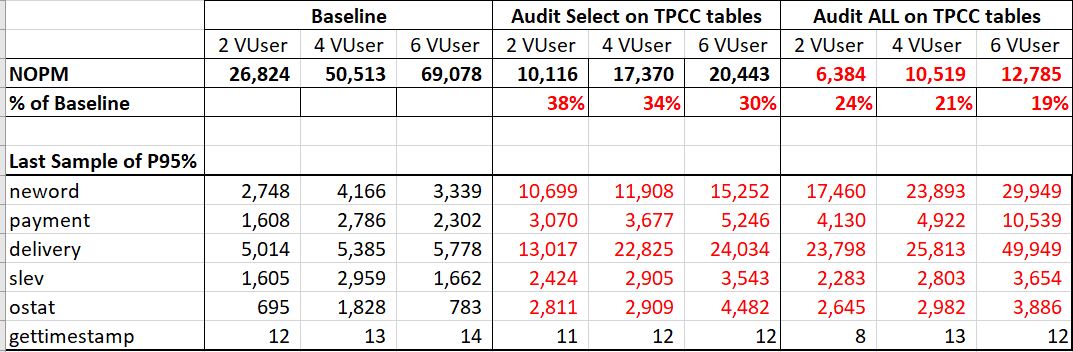 Baseline Audit Select on TPCC tables Audit ALL on TPCC tables
2 VUser 4 VUser 6 VUser 2 VUser 4 VUser 6 VUser 2 VUser 4 VUser 6 VUser
NOPM 26,824 50,513 69,078 10,116 17,370 20,443 6,384 10,519 12,785
% of Baseline 38% 34% 30% 24% 21% 19%
Last Sample of P95%
neword 2,748 4,166 3,339 10,699 11,908 15,252 17,460 23,893 29,949
payment 1,608 2,786 2,302 3,070 3,677 5,246 4,130 4,922 10,539
delivery 5,014 5,385 5,778 13,017 22,825 24,034 23,798 25,813 49,949
slev 1,605 2,959 1,662 2,424 2,905 3,543 2,283 2,803 3,654
ostat 695 1,828 783 2,811 2,909 4,482 2,645 2,982 3,886
gettimestamp 12 13 14 11 12 12 8 13 12